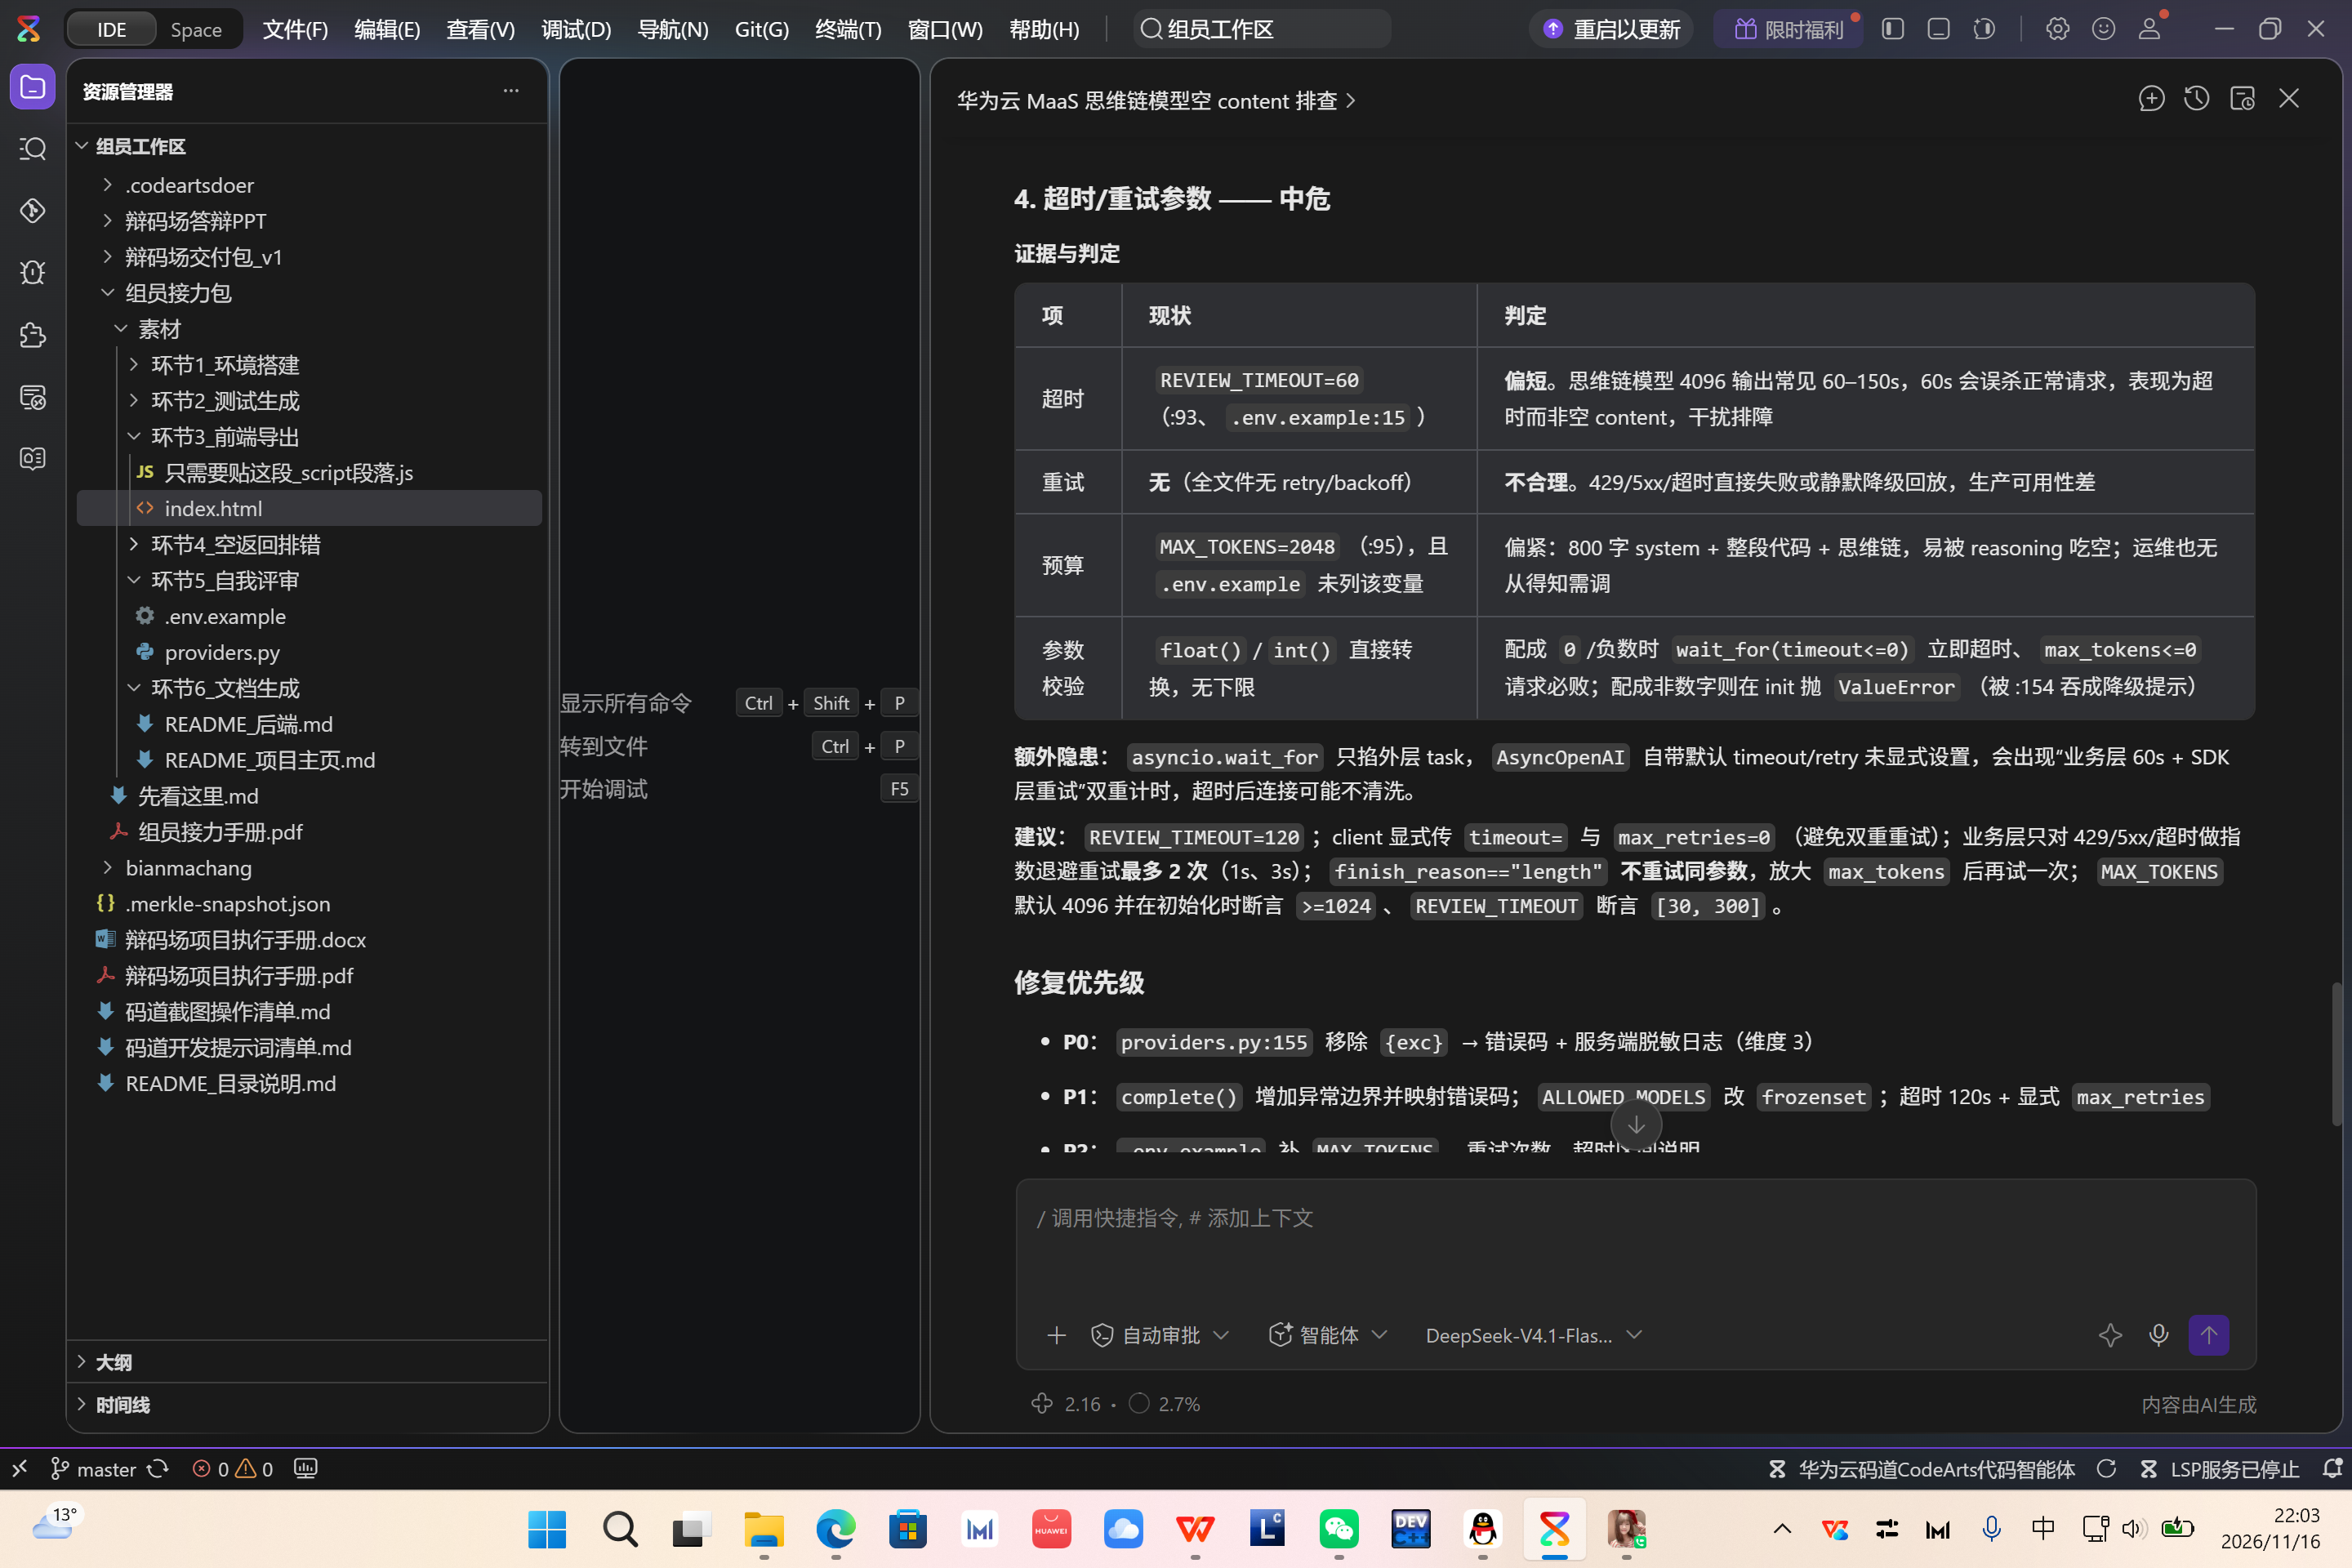 IDE Space 文件(F) 编辑(E) 查看(V) 调试(D) 导航(N) Git(G) 终端(T) 窗口(W) 帮助(H) 组员工作区 重启以更新 限时福利
资源管理器
组员工作区
.codeartsdoer
辩码场答辩PPT
辩码场交付包_v1
组员接力包
素材
环节1_环境搭建
环节2_测试生成
环节3_前端导出
JS 只需要贴这段_script段落.js
<> index.html
环节4_空返回排错
环节5_自我评审
.env.example
providers.py
环节6_文档生成
README_后端.md
README_项目主页.md
先看这里.md
组员接力手册.pdf
bianmachang
{} .merkle-snapshot.json
辩码场项目执行手册.docx
辩码场项目执行手册.pdf
码道截图操作清单.md
码道开发提示词清单.md
README_目录说明.md
大纲
时间线
显示所有命令 Ctrl + Shift + P
转到文件 Ctrl + P
开始调试 F5
华为云 MaaS 思维链模型空 content 排查
4. 超时/重试参数 —— 中危
证据与判定
项 现状 判定
超时 REVIEW_TIMEOUT=60 （:93、 .env.example:15 ） 偏短。思维链模型 4096 输出常见 60–150s，60s 会误杀正常请求，表现为超
时而非空 content，干扰排障
重试 无（全文件无 retry/backoff） 不合理。429/5xx/超时直接失败或静默降级回放，生产可用性差
预算 MAX_TOKENS=2048 （:95），且 .env.example 未列该变量 偏紧：800 字 system + 整段代码 + 思维链，易被 reasoning 吃空；运维也无
从得知需调
参数校验 float() / int() 直接转换，无下限 配成 0 /负数时 wait_for(timeout<=0) 立即超时、 max_tokens<=0
请求必败；配成非数字则在 init 抛 ValueError （被 :154 吞成降级提示）
额外隐患： asyncio.wait_for 只掐外层 task， AsyncOpenAI 自带默认 timeout/retry 未显式设置，会出现“业务层 60s + SDK
层重试”双重计时，超时后连接可能不清洗。
建议： REVIEW_TIMEOUT=120 ；client 显式传 timeout= 与 max_retries=0 （避免双重重试）；业务层只对 429/5xx/超时做指
数退避重试最多 2 次（1s、3s）； finish_reason=="length" 不重试同参数，放大 max_tokens 后再试一次； MAX_TOKENS
默认 4096 并在初始化时断言 >=1024 、 REVIEW_TIMEOUT 断言 [30, 300] 。
修复优先级
• P0： providers.py:155 移除 {exc} → 错误码 + 服务端脱敏日志（维度 3）
• P1： complete() 增加异常边界并映射错误码； ALLOWED_MODELS 改 frozenset ；超时 120s + 显式 max_retries
• P2： .env.example 补 MAX_TOKENS 、重试次数、超时区间说明
/ 调用快捷指令, # 添加上下文
自动审批 智能体 DeepSeek-V4.1-Flas...
2.16 · 2.7% 内容由AI生成
master 0 0 华为云码道CodeArts代码智能体 LSP服务已停止
13° HUAWEI L C DEV C++ 中 22:03
2026/11/16